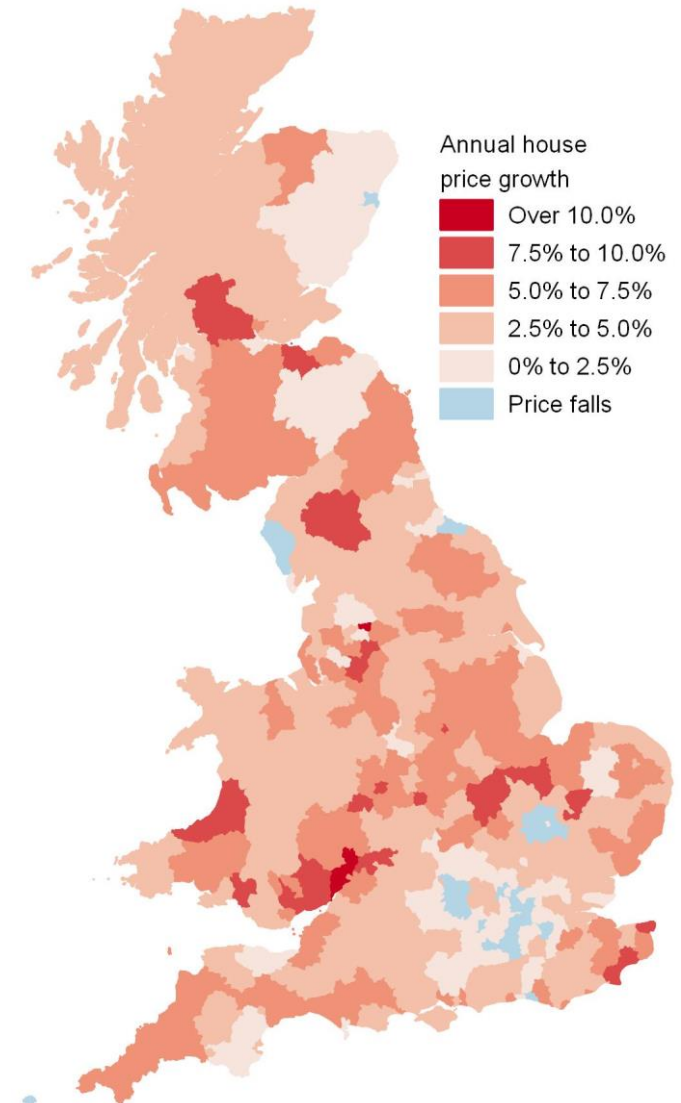 Annual house
price growth
Over 10.0%
7.5% to 10.0%
5.0% to 7.5%
2.5% to 5.0%
0% to 2.5%
Price falls